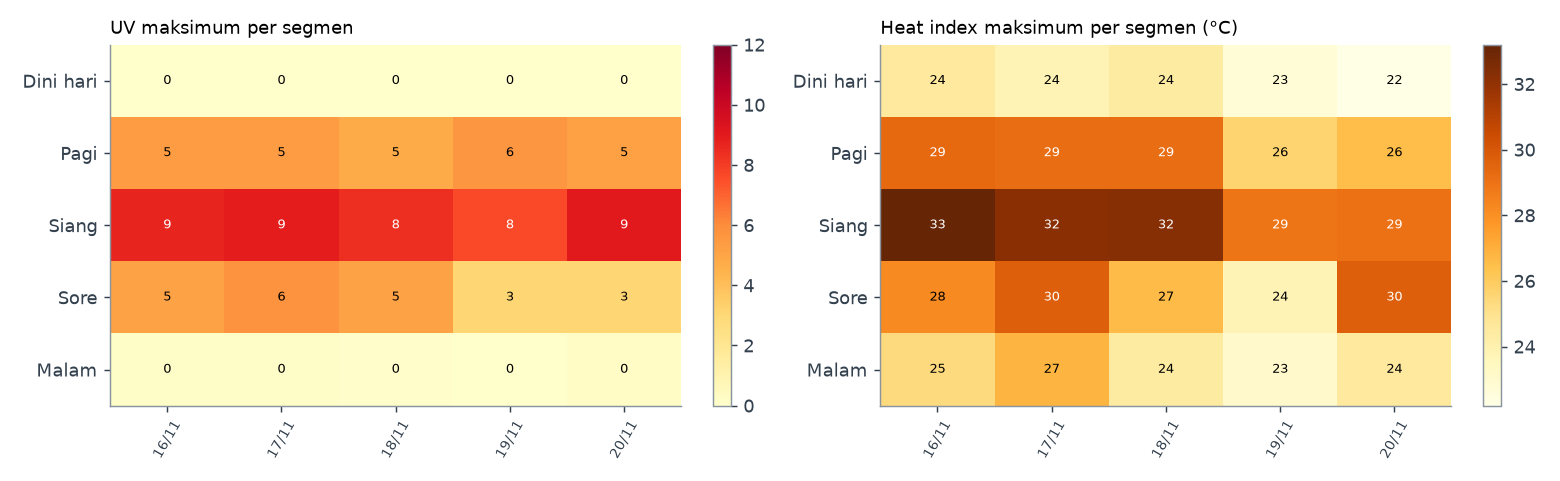 UV maksimum per segmen
Dini hari 0 0 0 0 0
Pagi 5 5 5 6 5
Siang 9 9 8 8 9
Sore 5 6 5 3 3
Malam 0 0 0 0 0
16/11 17/11 18/11 19/11 20/11
12
10
8
6
4
2
0
Heat index maksimum per segmen (°C)
Dini hari 24 24 24 23 22
Pagi 29 29 29 26 26
Siang 33 32 32 29 29
Sore 28 30 27 24 30
Malam 25 27 24 23 24
16/11 17/11 18/11 19/11 20/11
32
30
28
26
24